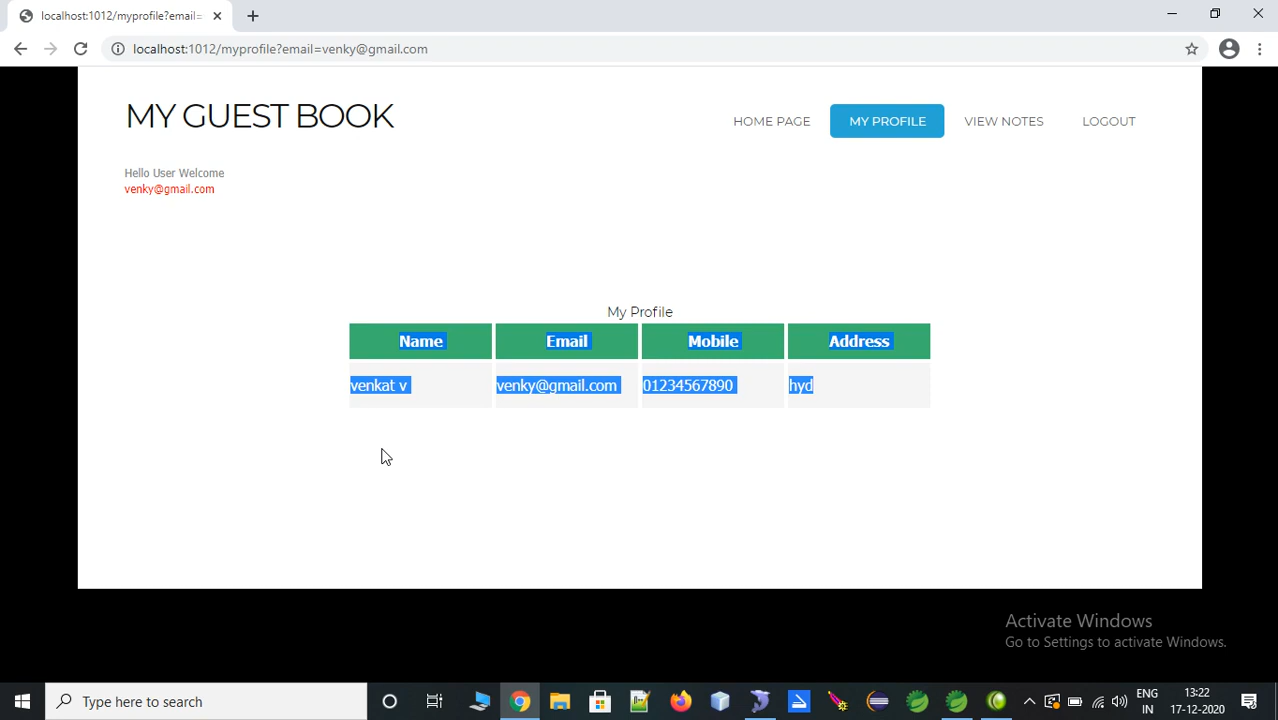 localhost:1012/myprofile?email=
localhost:1012/myprofile?email=venky@gmail.com
MY GUEST BOOK
HOME PAGE
MY PROFILE
VIEW NOTES
LOGOUT
Hello User Welcome
venky@gmail.com
My Profile
Name Email Mobile Address
venkat v venky@gmail.com 01234567890 hyd
Activate Windows
Go to Settings to activate Windows.
Type here to search
ENG
IN
13:22
17-12-2020